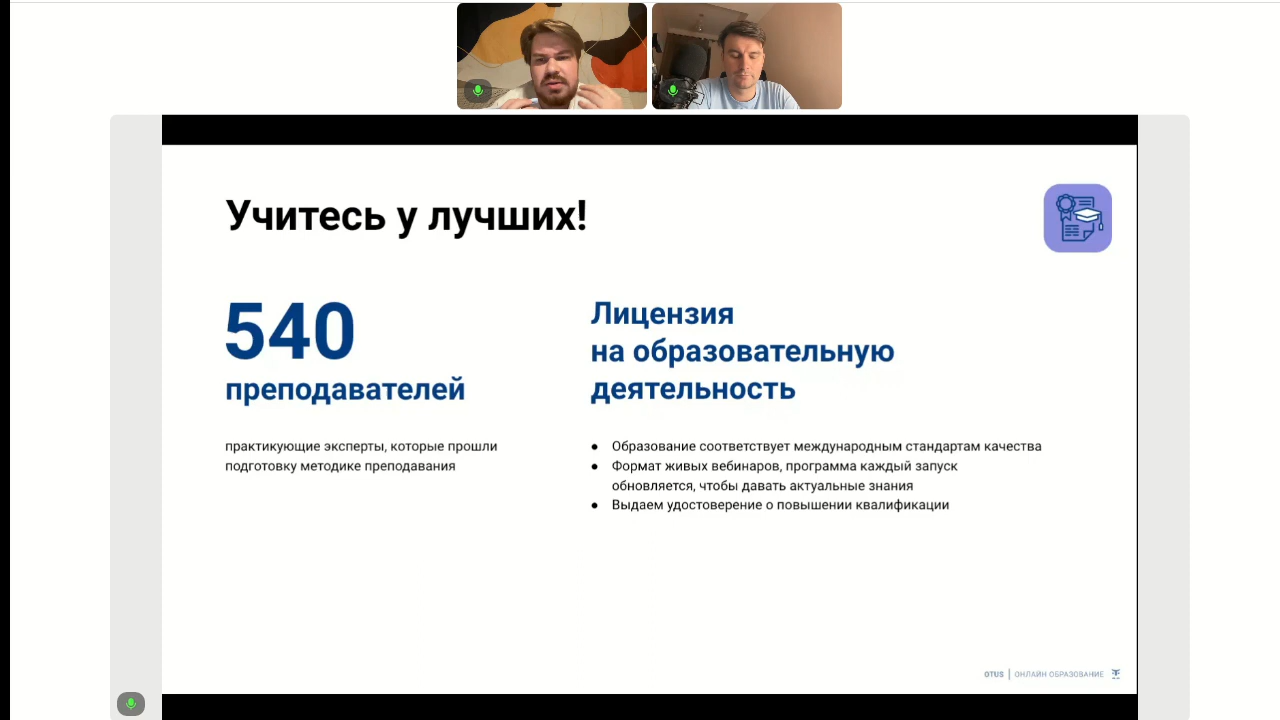 Учитесь у лучших!
540
преподавателей
практикующие эксперты, которые прошли
подготовку методике преподавания
Лицензия
на образовательную
деятельность
● Образование соответствует международным стандартам качества
● Формат живых вебинаров, программа каждый запуск
обновляется, чтобы давать актуальные знания
● Выдаем удостоверение о повышении квалификации
OTUS | ОНЛАЙН ОБРАЗОВАНИЕ